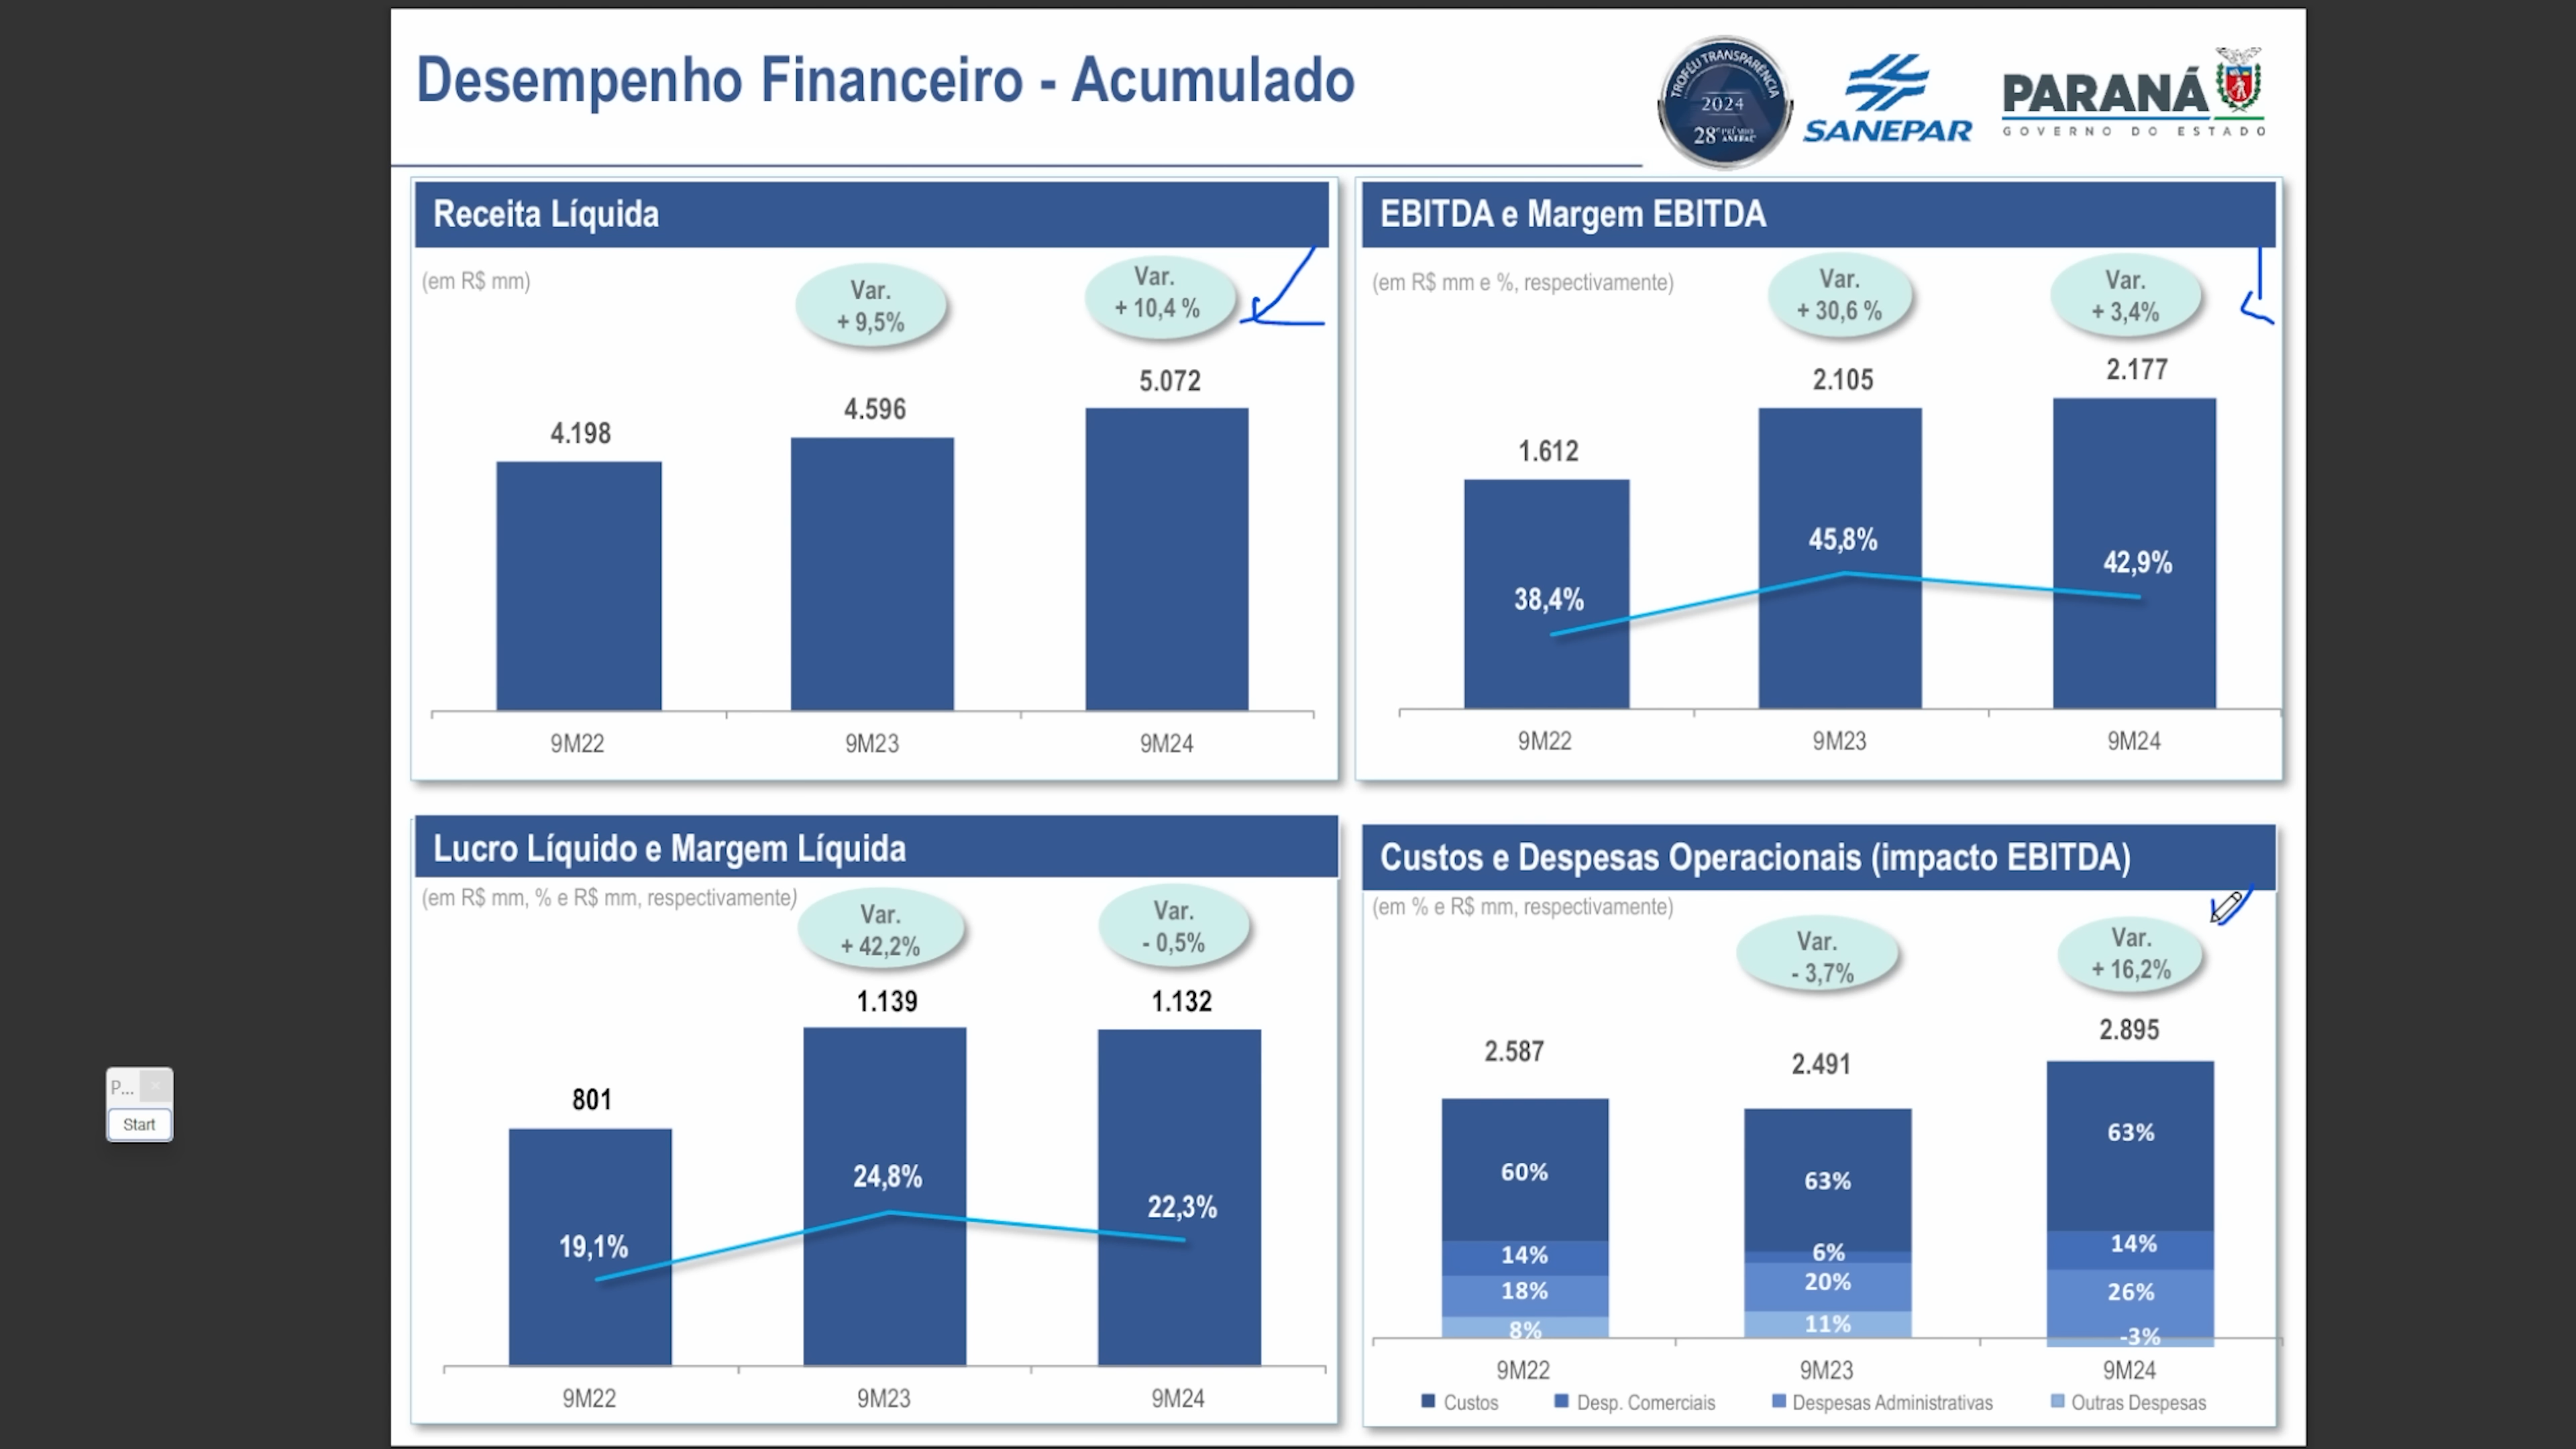 Desempenho Financeiro - Acumulado
TROFÉU TRANSPARÊNCIA
2024
28º PRÊMIO
ANEFAC
SANEPAR
PARANÁ
GOVERNO DO ESTADO
Receita Líquida
(em R$ mm)
Var.
+ 9,5%
Var.
+ 10,4 %
4.198
4.596
5.072
9M22
9M23
9M24
EBITDA e Margem EBITDA
(em R$ mm e %, respectivamente)
Var.
+ 30,6 %
Var.
+ 3,4%
1.612
2.105
2.177
38,4%
45,8%
42,9%
9M22
9M23
9M24
Lucro Líquido e Margem Líquida
(em R$ mm, % e R$ mm, respectivamente)
Var.
+ 42,2%
Var.
- 0,5%
801
1.139
1.132
19,1%
24,8%
22,3%
9M22
9M23
9M24
Custos e Despesas Operacionais (impacto EBITDA)
(em % e R$ mm, respectivamente)
Var.
- 3,7%
Var.
+ 16,2%
2.587
2.491
2.895
60%
63%
63%
14%
6%
14%
18%
20%
26%
8%
11%
-3%
9M22
9M23
9M24
Custos
Desp. Comerciais
Despesas Administrativas
Outras Despesas
P...
Start